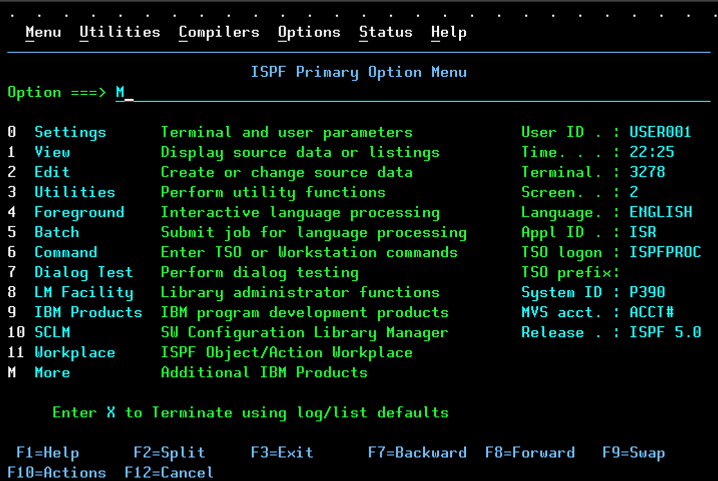 . . . . . . . . . . . . . . . . . . . . . . . . . . . .
Menu Utilities Compilers Options Status Help
ISPF Primary Option Menu
Option ===> M_
0 Settings Terminal and user parameters User ID . : USER001
1 View Display source data or listings Time. . . : 22:25
2 Edit Create or change source data Terminal. : 3278
3 Utilities Perform utility functions Screen. . : 2
4 Foreground Interactive language processing Language. : ENGLISH
5 Batch Submit job for language processing Appl ID . : ISR
6 Command Enter TSO or Workstation commands TSO logon : ISPFPROC
7 Dialog Test Perform dialog testing TSO prefix:
8 LM Facility Library administrator functions System ID : P390
9 IBM Products IBM program development products MVS acct. : ACCT#
10 SCLM SW Configuration Library Manager Release . : ISPF 5.0
11 Workplace ISPF Object/Action Workplace
M More Additional IBM Products
Enter X to Terminate using log/list defaults
F1=Help F2=Split F3=Exit F7=Backward F8=Forward F9=Swap
F10=Actions F12=Cancel